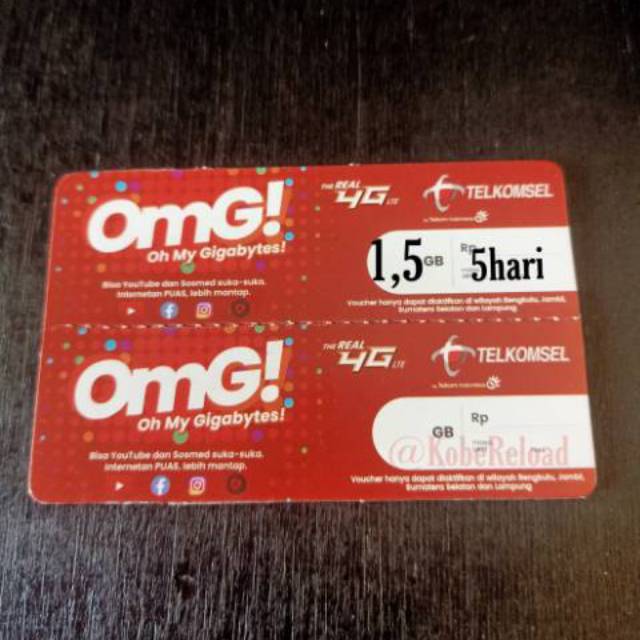 OmG!
Oh My Gigabytes!
Bisa YouTube dan Sosmed suka-suka.
Internetan PUAS, lebih mantap.
THE REAL
4G LTE
TELKOMSEL
by Telkom Indonesia
1,5 GB
Rp
5hari
Voucher hanya dapat diaktifkan di wilayah Bengkulu, Jambi,
Sumatera Selatan dan Lampung
OmG!
Oh My Gigabytes!
Bisa YouTube dan Sosmed suka-suka.
Internetan PUAS, lebih mantap.
THE REAL
4G LTE
TELKOMSEL
by Telkom Indonesia
GB
Rp
@KobeReload
Voucher hanya dapat diaktifkan di wilayah Bengkulu, Jambi,
Sumatera Selatan dan Lampung